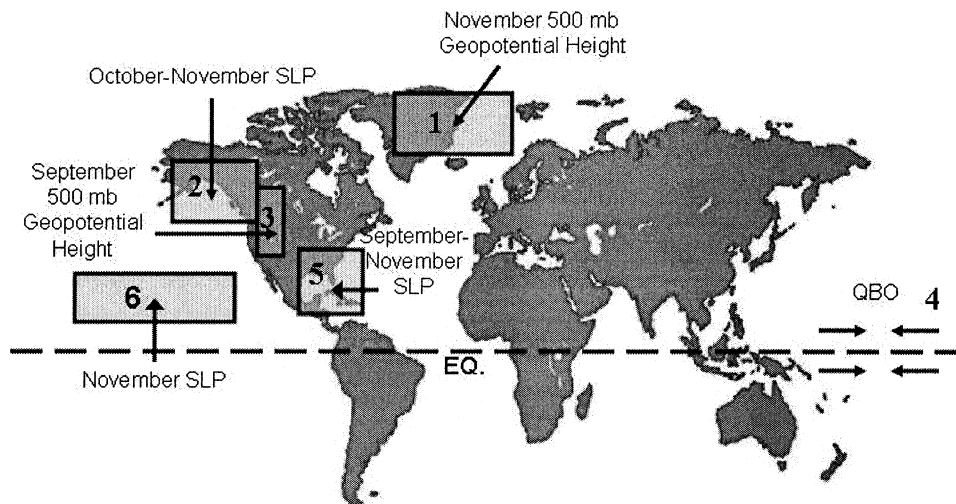 November 500 mb
Geopotential Height
October-November SLP
1
September
500 mb
Geopotential
Height
2
3
September-
November
SLP
5
6
QBO 4
EQ.
November SLP